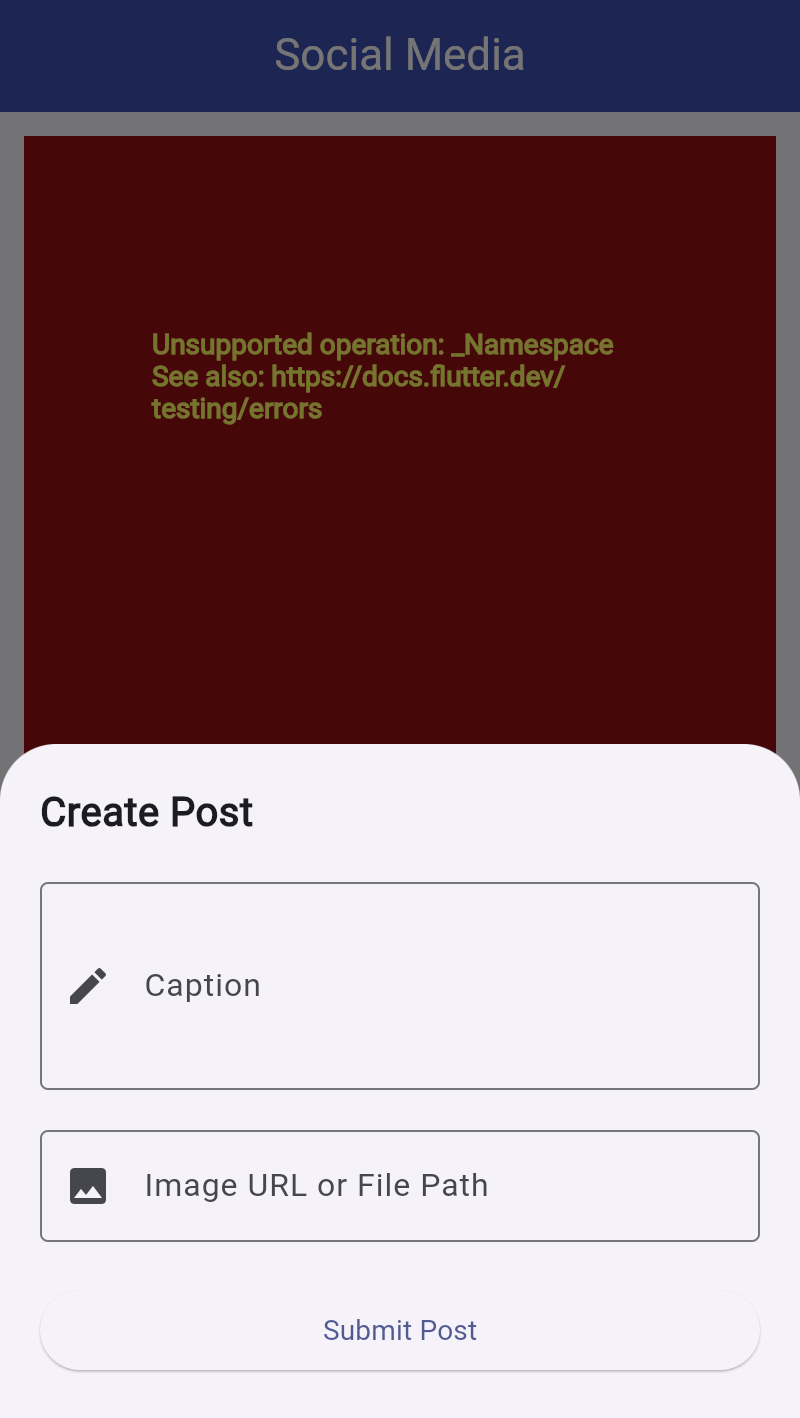 Social Media
Unsupported operation: _Namespace
See also: https://docs.flutter.dev/
testing/errors
Create Post
Caption
Image URL or File Path
Submit Post